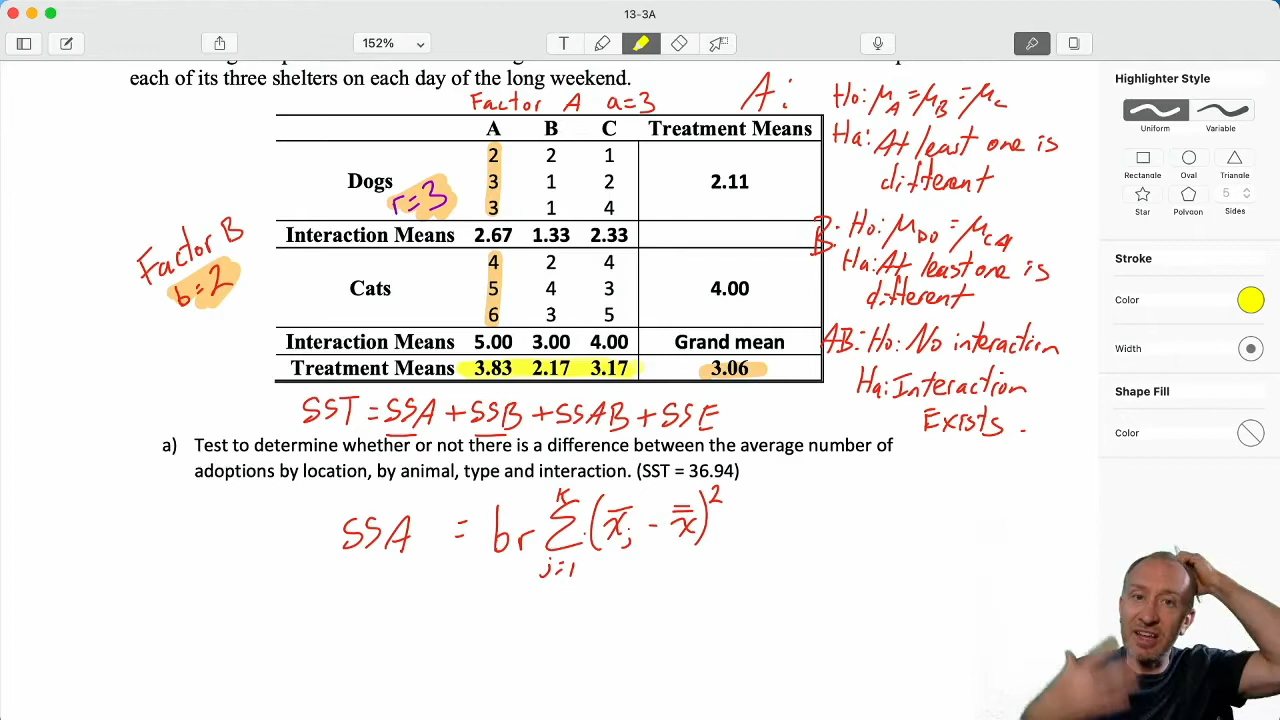 13-3A
152%
T
each of its three shelters on each day of the long weekend.
Factor A a=3
A:
A B C Treatment Means
2 2 1
Dogs 3 1 2 2.11
r=3
3 1 4
Interaction Means 2.67 1.33 2.33
Factor B
b=2
4 2 4
Cats 5 4 3 4.00
6 3 5
Interaction Means 5.00 3.00 4.00 Grand mean
Treatment Means 3.83 2.17 3.17 3.06
Ho: μA = μB = μC
Ha: At least one is
different
B: Ho: μDO = μCA
Ha: At least one is
different
AB: Ho: No interaction
Ha: Interaction
Exists.
SST = SSA + SSB + SSAB + SSE
a) Test to determine whether or not there is a difference between the average number of
adoptions by location, by animal, type and interaction. (SST = 36.94)
SSA = br Σ (x̄j - x̿)²
K
j=1
Highlighter Style
Uniform Variable
Rectangle Oval Triangle
Star Polygon 5 Sides
Stroke
Color
Width
Shape Fill
Color